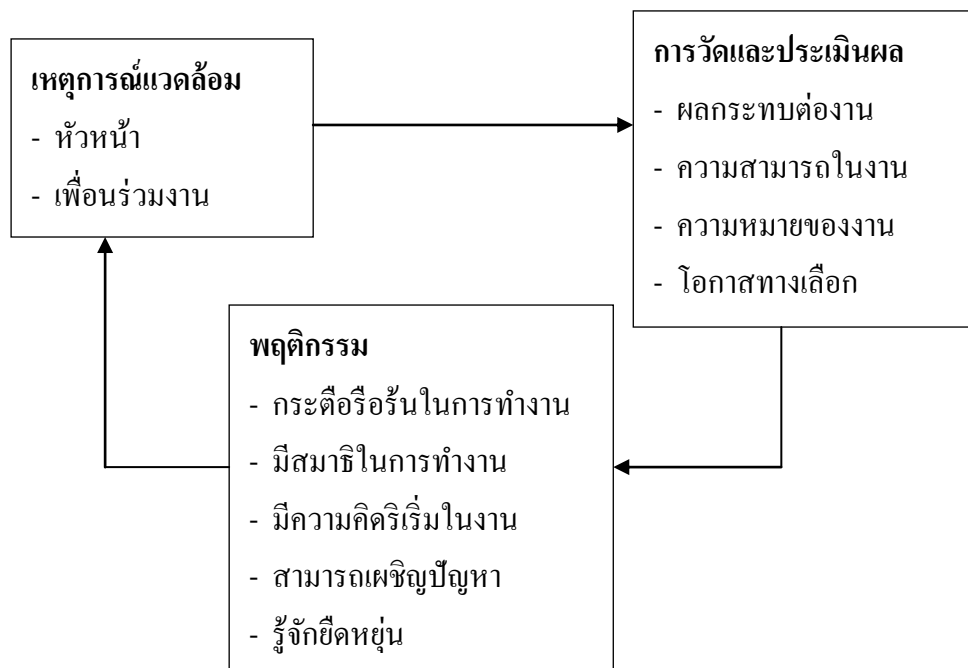 เหตุการณ์แวดล้อม
- หัวหน้า
- เพื่อนร่วมงาน
การวัดและประเมินผล
- ผลกระทบต่องาน
- ความสามารถในงาน
- ความหมายของงาน
- โอกาสทางเลือก
พฤติกรรม
- กระตือรือร้นในการทำงาน
- มีสมาธิในการทำงาน
- มีความคิดริเริ่มในงาน
- สามารถเผชิญปัญหา
- รู้จักยืดหยุ่น